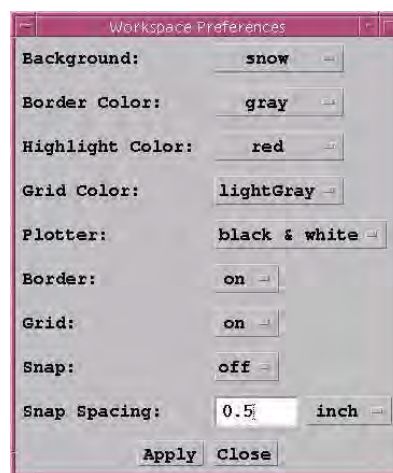 Workspace Preferences
Background: snow
Border Color: gray
Highlight Color: red
Grid Color: lightGray
Plotter: black & white
Border: on
Grid: on
Snap: off
Snap Spacing: 0.5 inch
Apply Close